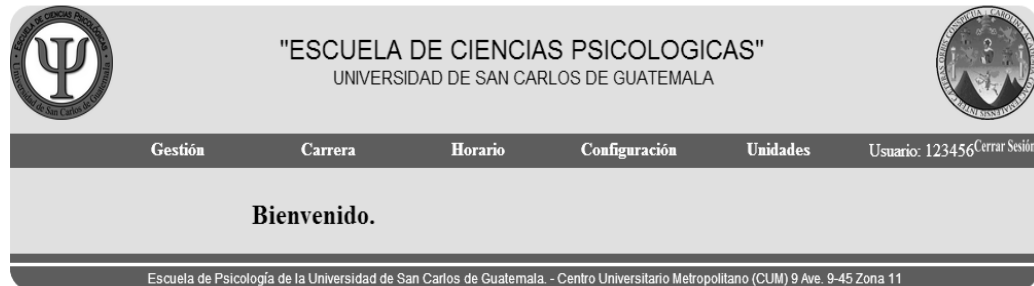 "ESCUELA DE CIENCIAS PSICOLOGICAS"
UNIVERSIDAD DE SAN CARLOS DE GUATEMALA
Gestión Carrera Horario Configuración Unidades Usuario: 123456 Cerrar Sesión
Bienvenido.
Escuela de Psicología de la Universidad de San Carlos de Guatemala. - Centro Universitario Metropolitano (CUM) 9 Ave. 9-45 Zona 11